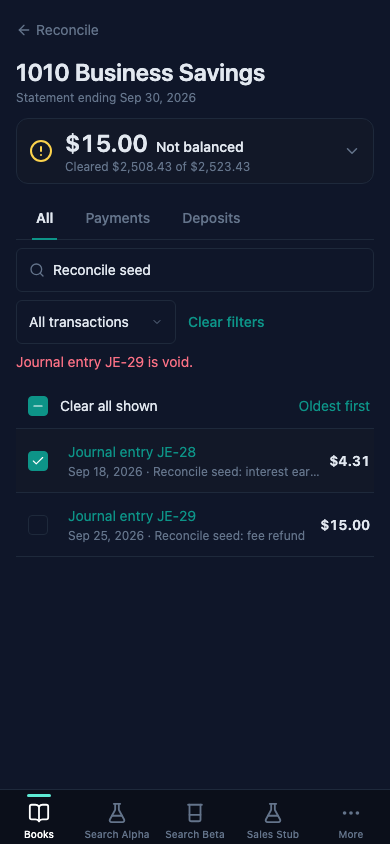 Reconcile
1010 Business Savings
Statement ending Sep 30, 2026
$15.00 Not balanced
Cleared $2,508.43 of $2,523.43
All Payments Deposits
Reconcile seed
All transactions Clear filters
Journal entry JE-29 is void.
Clear all shown Oldest first
Journal entry JE-28
$4.31
Sep 18, 2026 · Reconcile seed: interest ear...
Journal entry JE-29
$15.00
Sep 25, 2026 · Reconcile seed: fee refund
Books Search Alpha Search Beta Sales Stub More